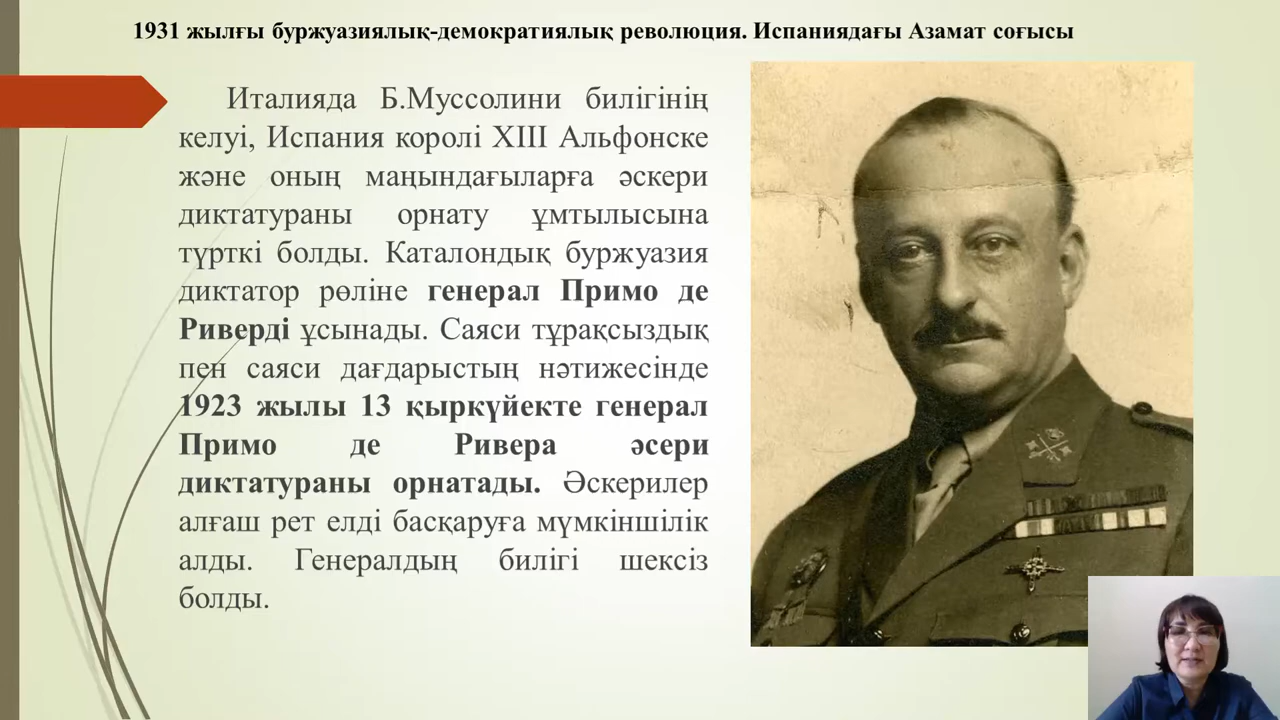 1931 жылғы буржуазиялық-демократиялық революция. Испаниядағы Азамат соғысы
Италияда Б.Муссолини билігінің
келуі, Испания королі XIII Альфонске
және оның маңындағыларға әскери
диктатураны орнату ұмтылысына
түрткі болды. Каталондық буржуазия
диктатор рөліне генерал Примо де
Риверді ұсынады. Саяси тұрақсыздық
пен саяси дағдарыстың нәтижесінде
1923 жылы 13 қыркүйекте генерал
Примо де Ривера әсери
диктатураны орнатады. Әскерилер
алғаш рет елді басқаруға мүмкіншілік
алды. Генералдың билігі шексіз
болды.